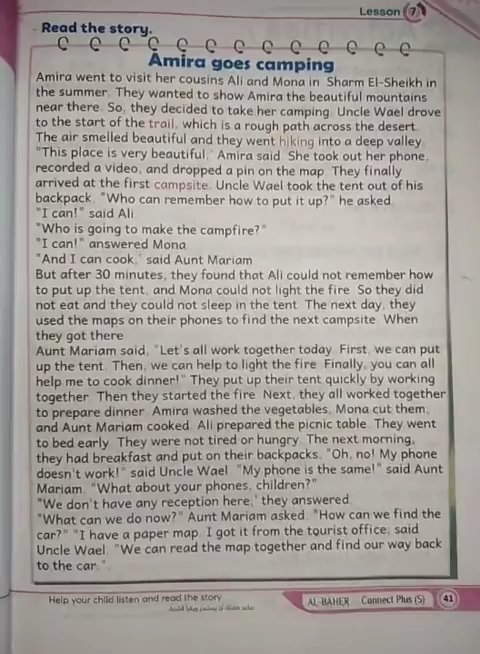 Lesson 7
Read the story.
Amira goes camping
Amira went to visit her cousins Ali and Mona in Sharm El-Sheikh in
the summer. They wanted to show Amira the beautiful mountains
near there. So, they decided to take her camping. Uncle Wael drove
to the start of the trail, which is a rough path across the desert.
The air smelled beautiful and they went hiking into a deep valley.
"This place is very beautiful," Amira said. She took out her phone,
recorded a video, and dropped a pin on the map. They finally
arrived at the first campsite. Uncle Wael took the tent out of his
backpack. "Who can remember how to put it up?" he asked.
"I can!" said Ali.
"Who is going to make the campfire?"
"I can!" answered Mona.
"And I can cook," said Aunt Mariam.
But after 30 minutes, they found that Ali could not remember how
to put up the tent, and Mona could not light the fire. So they did
not eat and they could not sleep in the tent. The next day, they
used the maps on their phones to find the next campsite. When
they got there
Aunt Mariam said, "Let's all work together today. First, we can put
up the tent. Then, we can help to light the fire. Finally, you can all
help me to cook dinner!" They put up their tent quickly by working
together. Then they started the fire. Next, they all worked together
to prepare dinner. Amira washed the vegetables, Mona cut them,
and Aunt Mariam cooked. Ali prepared the picnic table. They went
to bed early. They were not tired or hungry. The next morning,
they had breakfast and put on their backpacks. "Oh, no! My phone
doesn't work!" said Uncle Wael. "My phone is the same!" said Aunt
Mariam. "What about your phones, children?"
"We don't have any reception here," they answered.
"What can we do now?" Aunt Mariam asked. "How can we find the
car?" "I have a paper map. I got it from the tourist office, said
Uncle Wael. "We can read the map together and find our way back
to the car.".
Help your child listen and read the story
ساعد طفلك أن يستمع ويقرأ القصة
AL-BAHER Connect Plus (5) 41